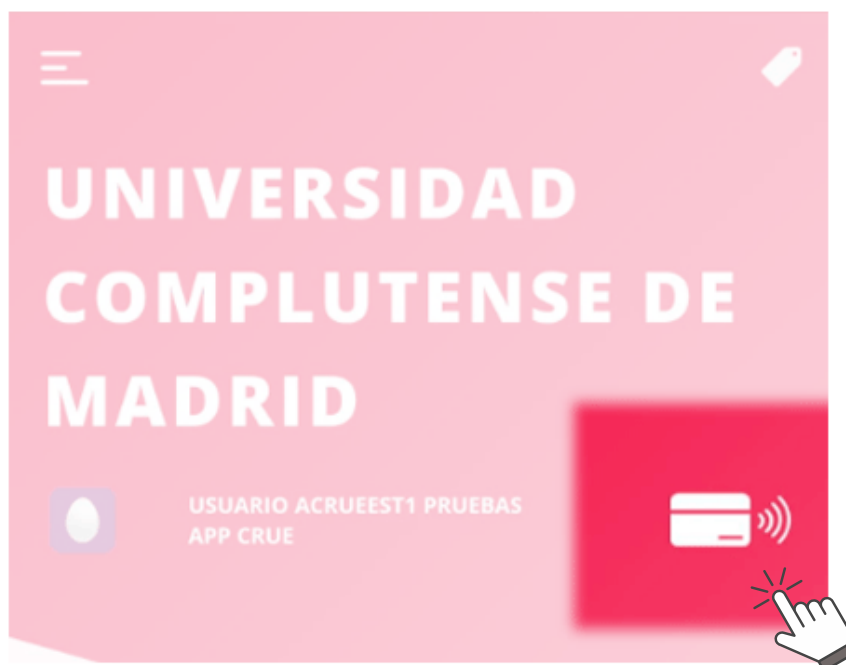 UNIVERSIDAD
COMPLUTENSE DE
MADRID
USUARIO ACRUEEST1 PRUEBAS
APP CRUE